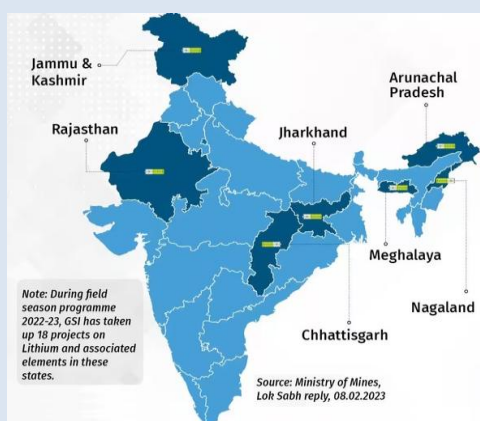 Jammu &
Kashmir
Arunachal
Pradesh
Rajasthan
Jharkhand
Meghalaya
Nagaland
Chhattisgarh
Note: During field
season programme
2022-23, GSI has taken
up 18 projects on
Lithium and associated
elements in these
states.
Source: Ministry of Mines,
Lok Sabh reply, 08.02.2023